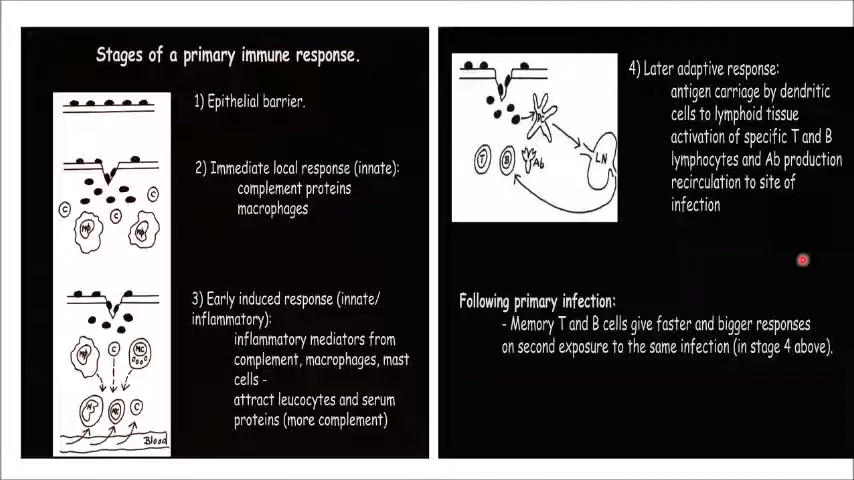 Stages of a primary immune response.
1) Epithelial barrier.
2) Immediate local response (innate):
complement proteins
macrophages
C
C
C
MΦ
MΦ
3) Early induced response (innate/
inflammatory):
inflammatory mediators from
complement, macrophages, mast
cells -
attract leucocytes and serum
proteins (more complement)
MΦ
C
MC
C
Blood
4) Later adaptive response:
antigen carriage by dendritic
cells to lymphoid tissue
activation of specific T and B
lymphocytes and Ab production
recirculation to site of
infection
T
B
Ab
LN
Following primary infection:
- Memory T and B cells give faster and bigger responses
on second exposure to the same infection (in stage 4 above).